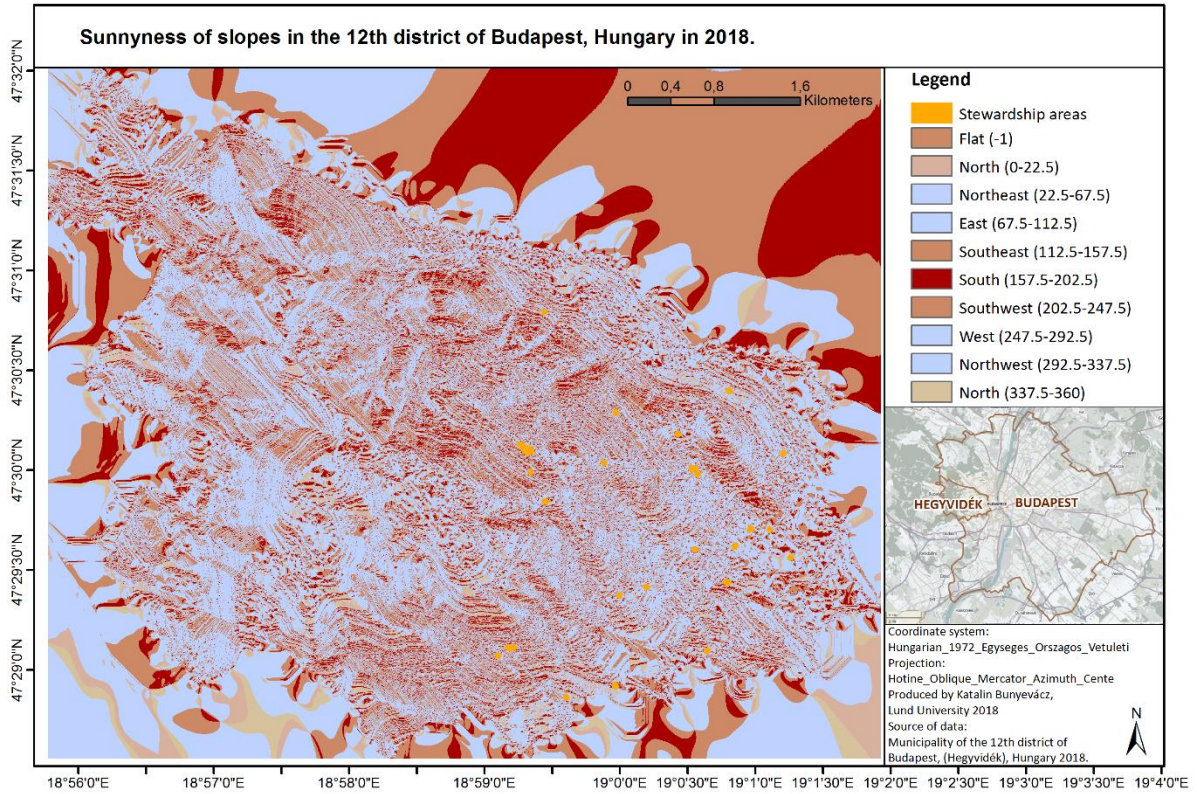 Sunnyness of slopes in the 12th district of Budapest, Hungary in 2018.
47°32'0"N
47°31'30"N
47°31'0"N
47°30'30"N
47°30'0"N
47°29'30"N
47°29'0"N
0 0,4 0,8 1,6
Kilometers
Legend
Stewardship areas
Flat (-1)
North (0-22.5)
Northeast (22.5-67.5)
East (67.5-112.5)
Southeast (112.5-157.5)
South (157.5-202.5)
Southwest (202.5-247.5)
West (247.5-292.5)
Northwest (292.5-337.5)
North (337.5-360)
HEGYVIDÉK BUDAPEST
Coordinate system:
Hungarian_1972_Egyseges_Orszagos_Vetuleti
Projection:
Hotine_Oblique_Mercator_Azimuth_Cente
Produced by Katalin Bunyevácz,
Lund University 2018
Source of data:
Municipality of the 12th district of
Budapest, (Hegyvidék), Hungary 2018.
N
18°56'0"E 18°57'0"E 18°58'0"E 18°59'0"E 19°0'0"E 19°0'30"E 19°1'0"E 19°1'30"E 19°2'0"E 19°2'30"E 19°3'0"E 19°3'30"E 19°4'0"E